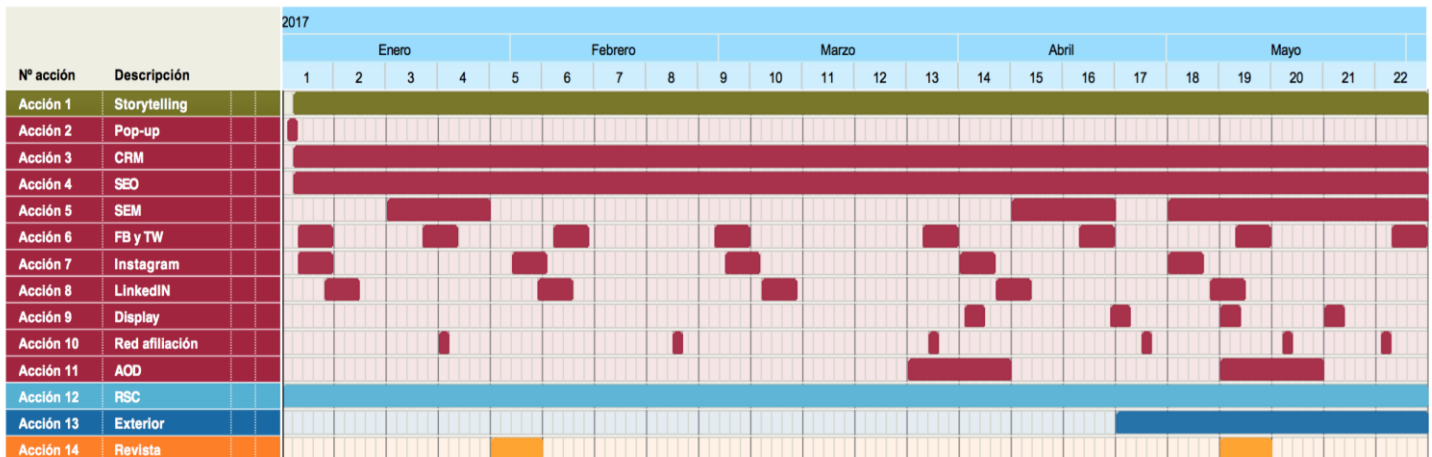 2017
Enero Febrero Marzo Abril Mayo
Nº acción Descripción 1 2 3 4 5 6 7 8 9 10 11 12 13 14 15 16 17 18 19 20 21 22
Acción 1 Storytelling
Acción 2 Pop-up
Acción 3 CRM
Acción 4 SEO
Acción 5 SEM
Acción 6 FB y TW
Acción 7 Instagram
Acción 8 LinkedIN
Acción 9 Display
Acción 10 Red afiliación
Acción 11 AOD
Acción 12 RSC
Acción 13 Exterior
Acción 14 Revista